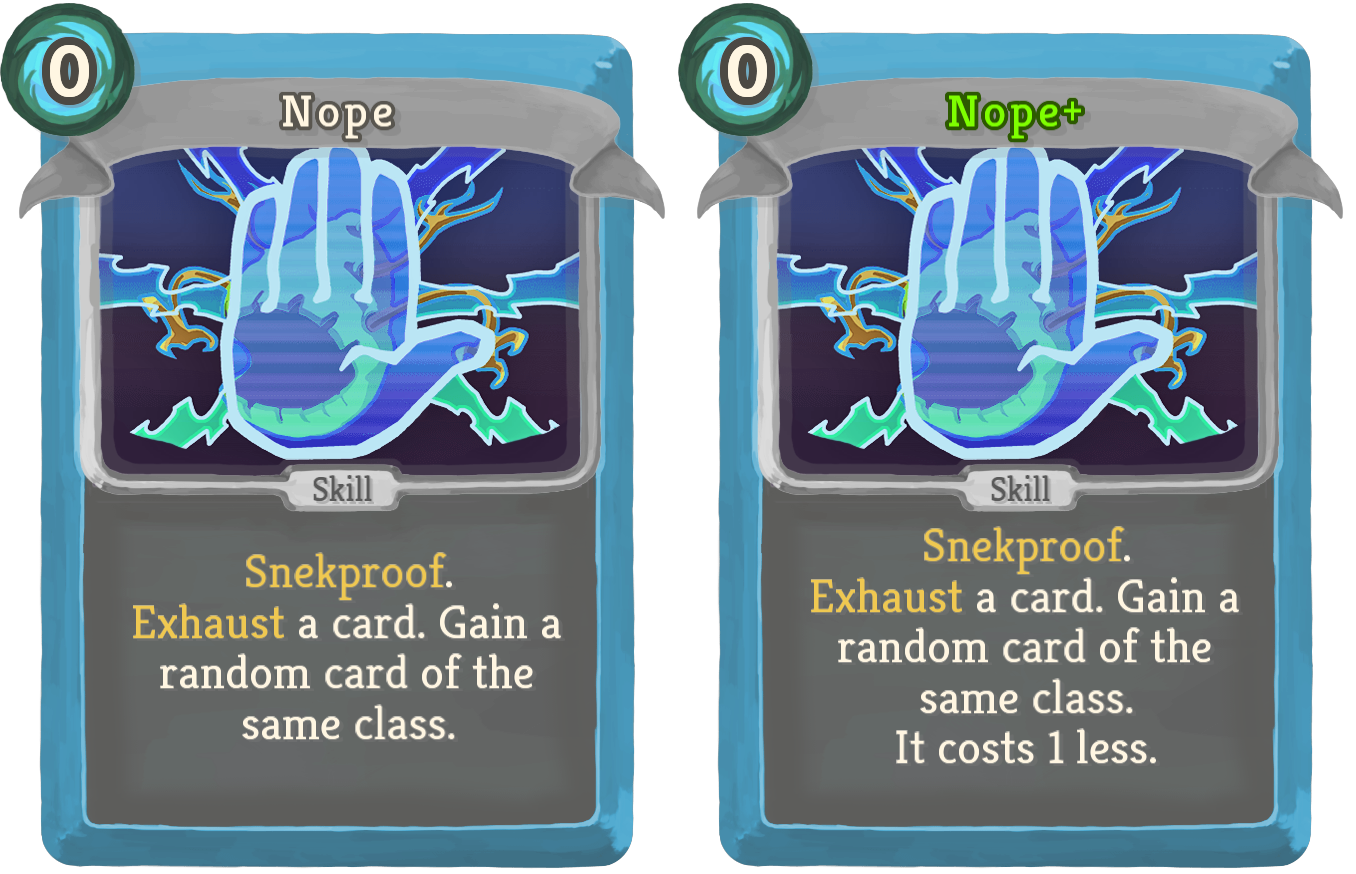 0
Nope
Skill
Snekproof.
Exhaust a card. Gain a
random card of the
same class.
0
Nope+
Skill
Snekproof.
Exhaust a card. Gain a
random card of the
same class.
It costs 1 less.